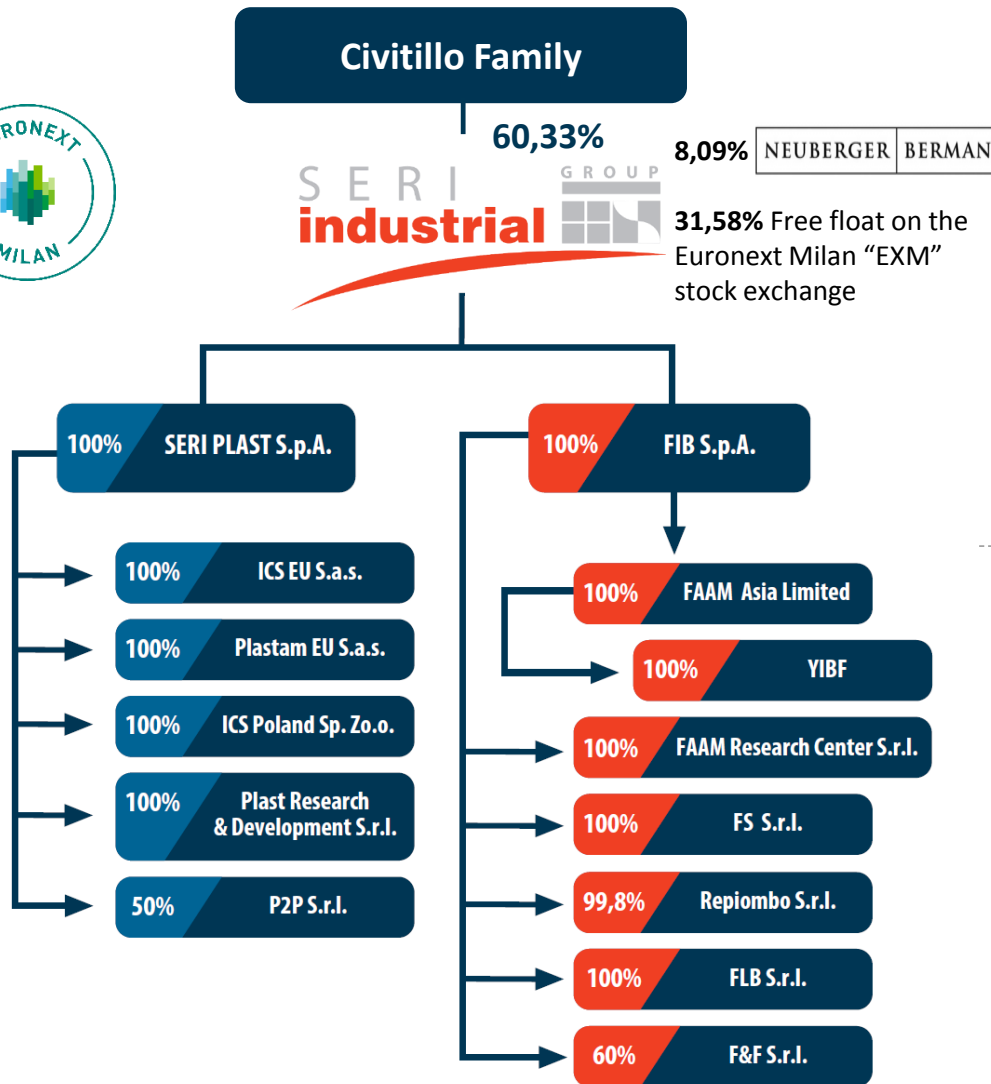 Civitillo Family
MILAN
60,33%
SERI
industrial
GROUP
8,09%
NEUBERGER BERMAN
31,58% Free float on the
Euronext Milan “EXM”
stock exchange
100% SERI PLAST S.p.A.
100% ICS EU S.a.s.
100% Plastam EU S.a.s.
100% ICS Poland Sp. Zo.o.
100% Plast Research
& Development S.r.l.
50% P2P S.r.l.
100% FIB S.p.A.
100% FAAM Asia Limited
100% YIBF
100% FAAM Research Center S.r.l.
100% FS S.r.l.
99,8% Repiombo S.r.l.
100% FLB S.r.l.
60% F&F S.r.l.